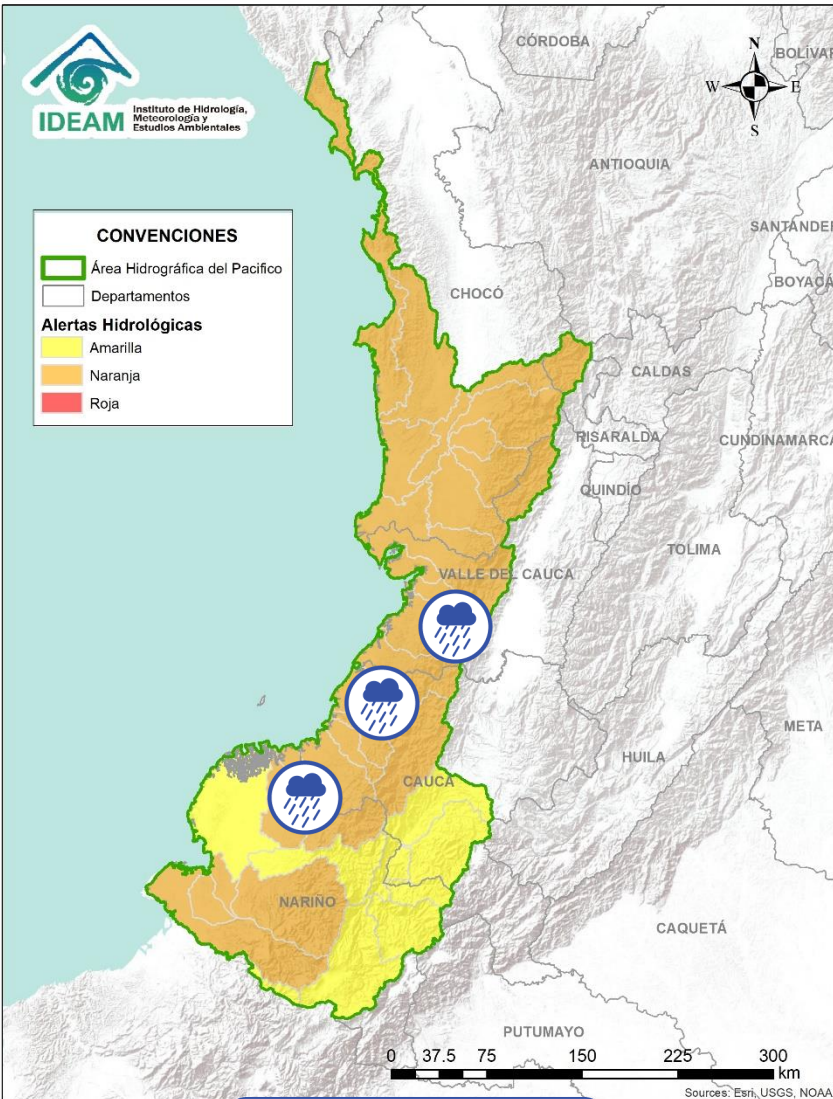 IDEAM
Instituto de Hidrología,
Meteorología y
Estudios Ambientales
N
W
E
S
CÓRDOBA
BOLÍVAR
ANTIOQUIA
SANTANDER
BOYACÁ
CHOCÓ
CALDAS
RISARALDA
CUNDINAMARCA
QUINDÍO
TOLIMA
VALLE DEL CAUCA
META
HUILA
CAUCA
NARIÑO
CAQUETÁ
PUTUMAYO
CONVENCIONES
Área Hidrográfica del Pacifico
Departamentos
Alertas Hidrológicas
Amarilla
Naranja
Roja
0 37.5 75 150 225 300
km
Sources: Esri, USGS, NOAA